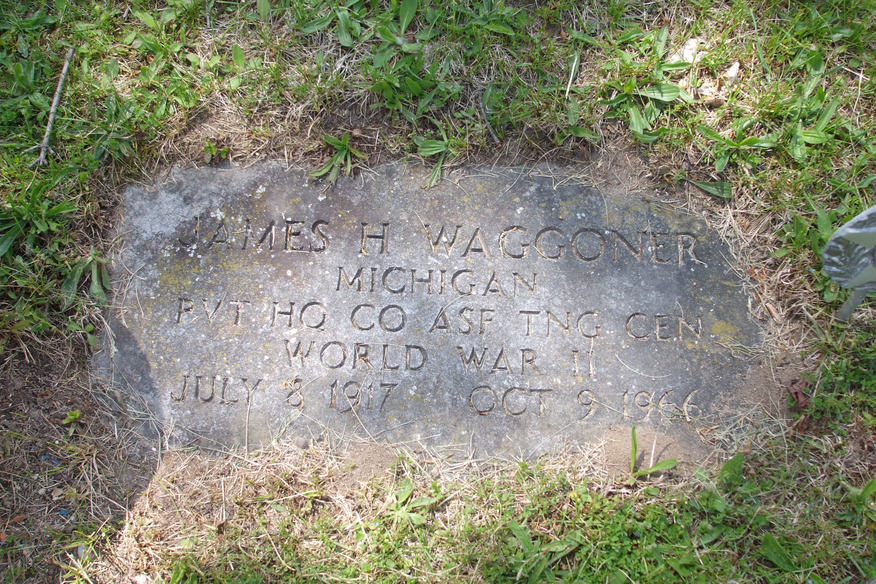 JAMES H WAGGONER
MICHIGAN
PVT HQ CO ASF TNG CEN
WORLD WAR II
JULY 8 1917 OCT 9 1966